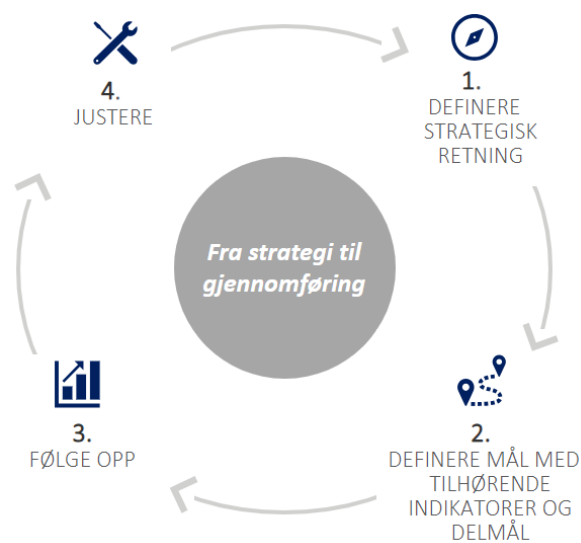 1.
DEFINERE
STRATEGISK
RETNING
2.
DEFINERE MÅL MED
TILHØRENDE
INDIKATORER OG
DELMÅL
3.
FØLGE OPP
4.
JUSTERE
Fra strategi til
gjennomføring